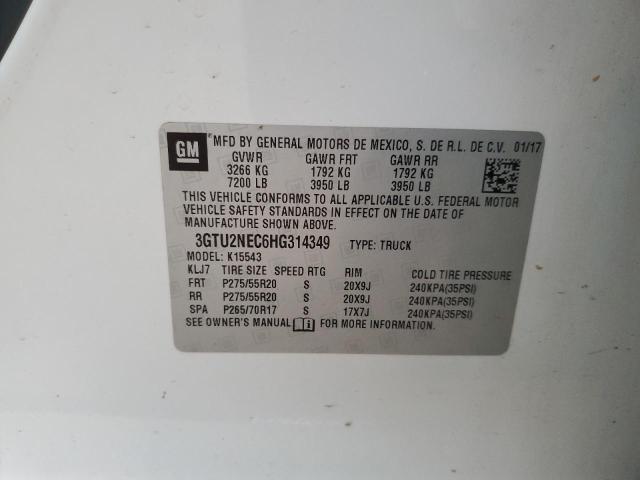 GM MFD BY GENERAL MOTORS DE MEXICO, S. DE R.L. DE C.V. 01/17
GVWR GAWR FRT GAWR RR
3266 KG 1792 KG 1792 KG
7200 LB 3950 LB 3950 LB
THIS VEHICLE CONFORMS TO ALL APPLICABLE U.S. FEDERAL MOTOR
VEHICLE SAFETY STANDARDS IN EFFECT ON THE DATE OF
MANUFACTURE SHOWN ABOVE.
3GTU2NEC6HG314349 TYPE: TRUCK
MODEL: K15543
KLJ7 TIRE SIZE SPEED RTG RIM COLD TIRE PRESSURE
FRT P275/55R20 S 20X9J 240KPA(35PSI)
RR P275/55R20 S 20X9J 240KPA(35PSI)
SPA P265/70R17 S 17X7J 240KPA(35PSI)
SEE OWNER'S MANUAL FOR MORE INFORMATION.